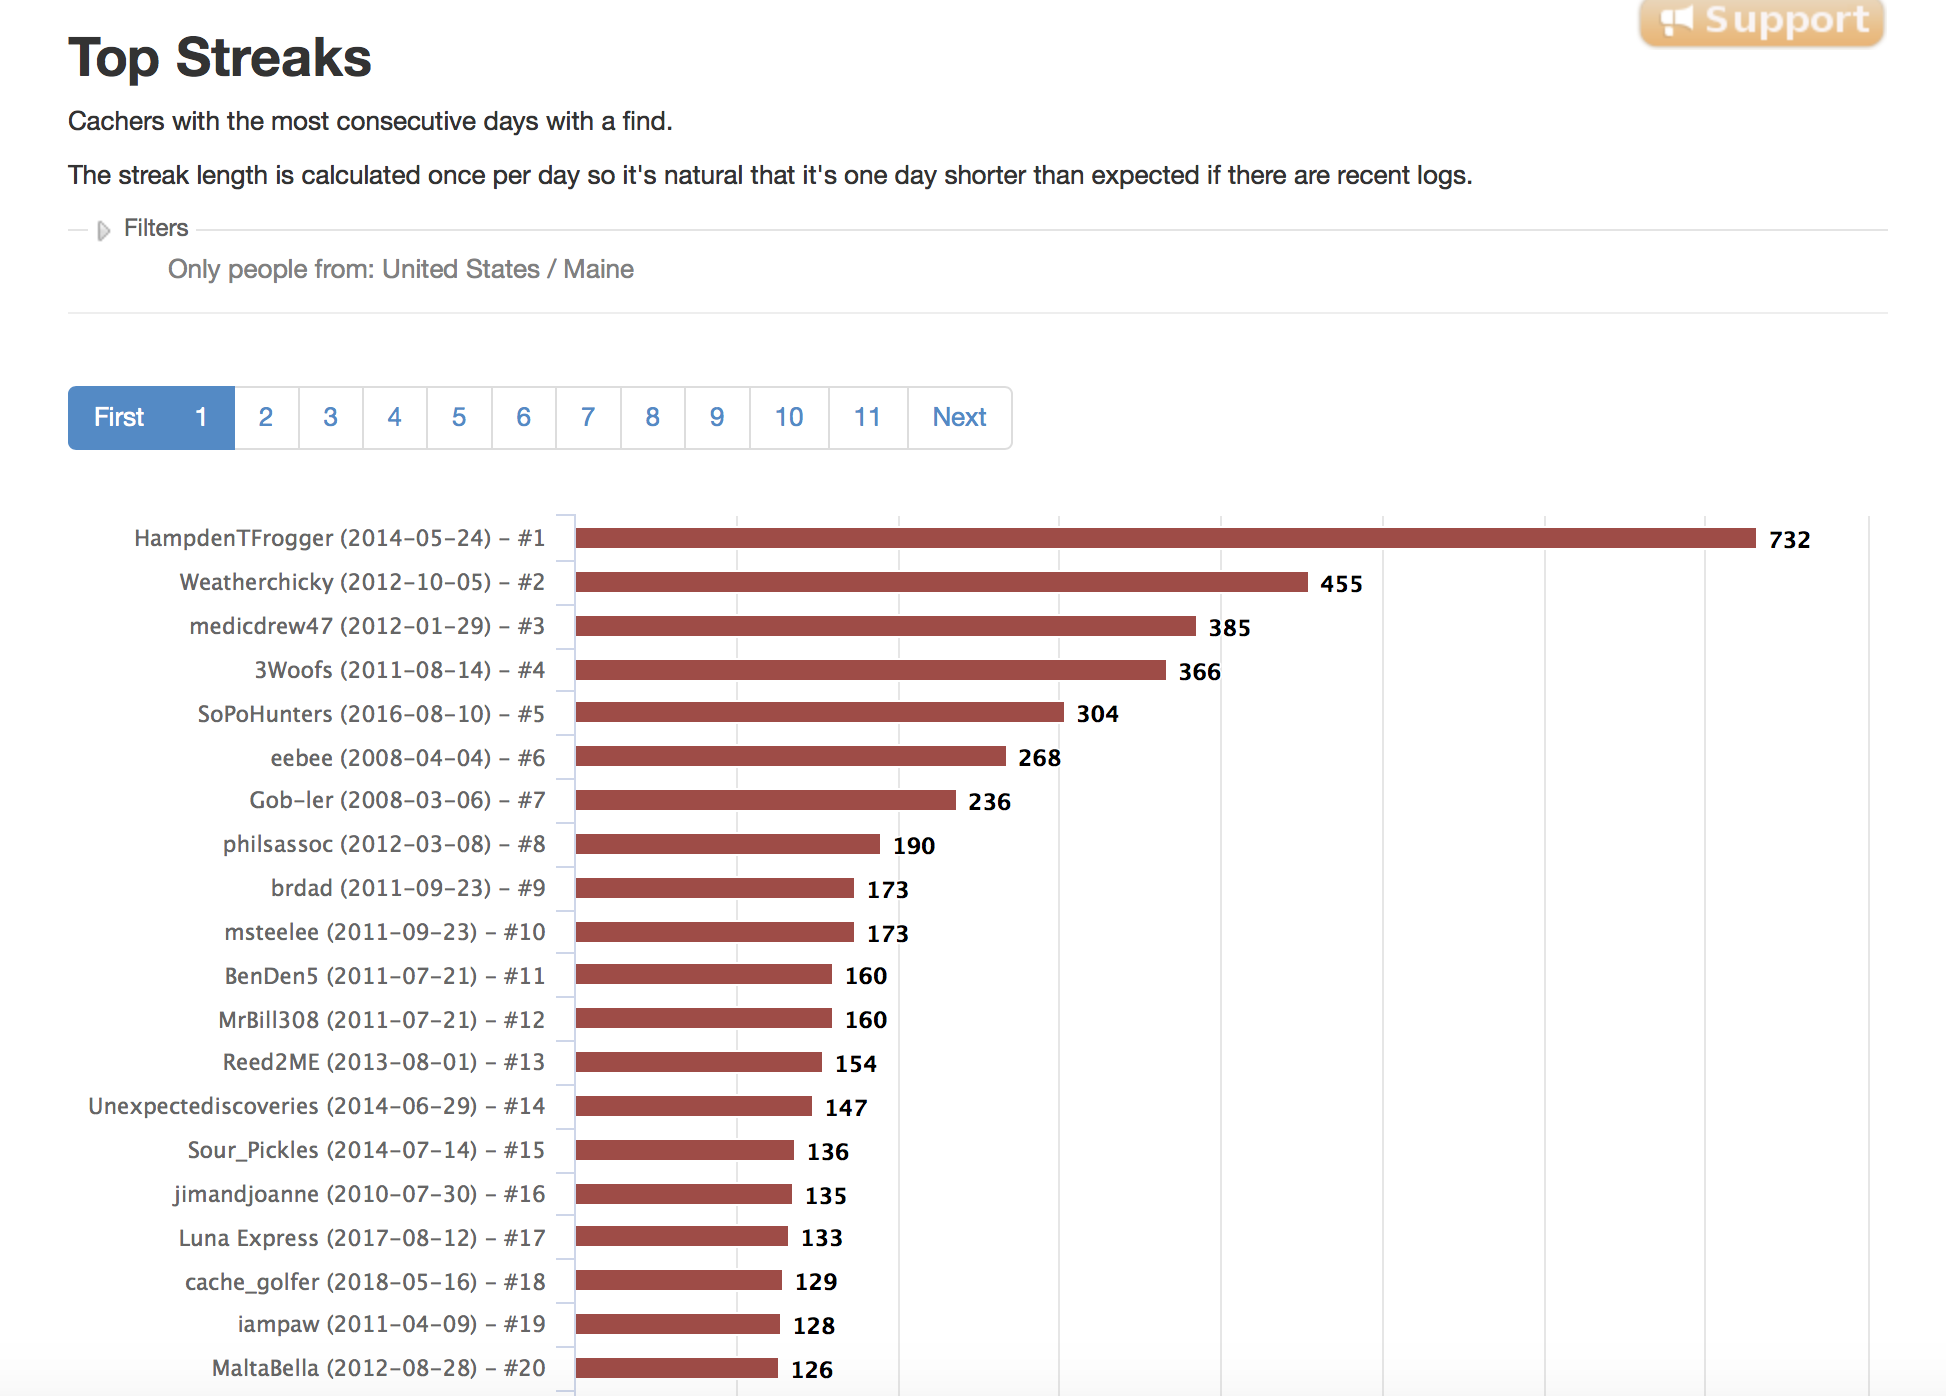 Support
Top Streaks
Cachers with the most consecutive days with a find.
The streak length is calculated once per day so it's natural that it's one day shorter than expected if there are recent logs.
Filters
Only people from: United States / Maine
First 1 2 3 4 5 6 7 8 9 10 11 Next
HampdenTFrogger (2014-05-24) - #1 732
Weatherchicky (2012-10-05) - #2 455
medicdrew47 (2012-01-29) - #3 385
3Woofs (2011-08-14) - #4 366
SoPoHunters (2016-08-10) - #5 304
eebee (2008-04-04) - #6 268
Gob-ler (2008-03-06) - #7 236
philsassoc (2012-03-08) - #8 190
brdad (2011-09-23) - #9 173
msteelee (2011-09-23) - #10 173
BenDen5 (2011-07-21) - #11 160
MrBill308 (2011-07-21) - #12 160
Reed2ME (2013-08-01) - #13 154
Unexpectediscoveries (2014-06-29) - #14 147
Sour_Pickles (2014-07-14) - #15 136
jimandjoanne (2010-07-30) - #16 135
Luna Express (2017-08-12) - #17 133
cache_golfer (2018-05-16) - #18 129
iampaw (2011-04-09) - #19 128
MaltaBella (2012-08-28) - #20 126